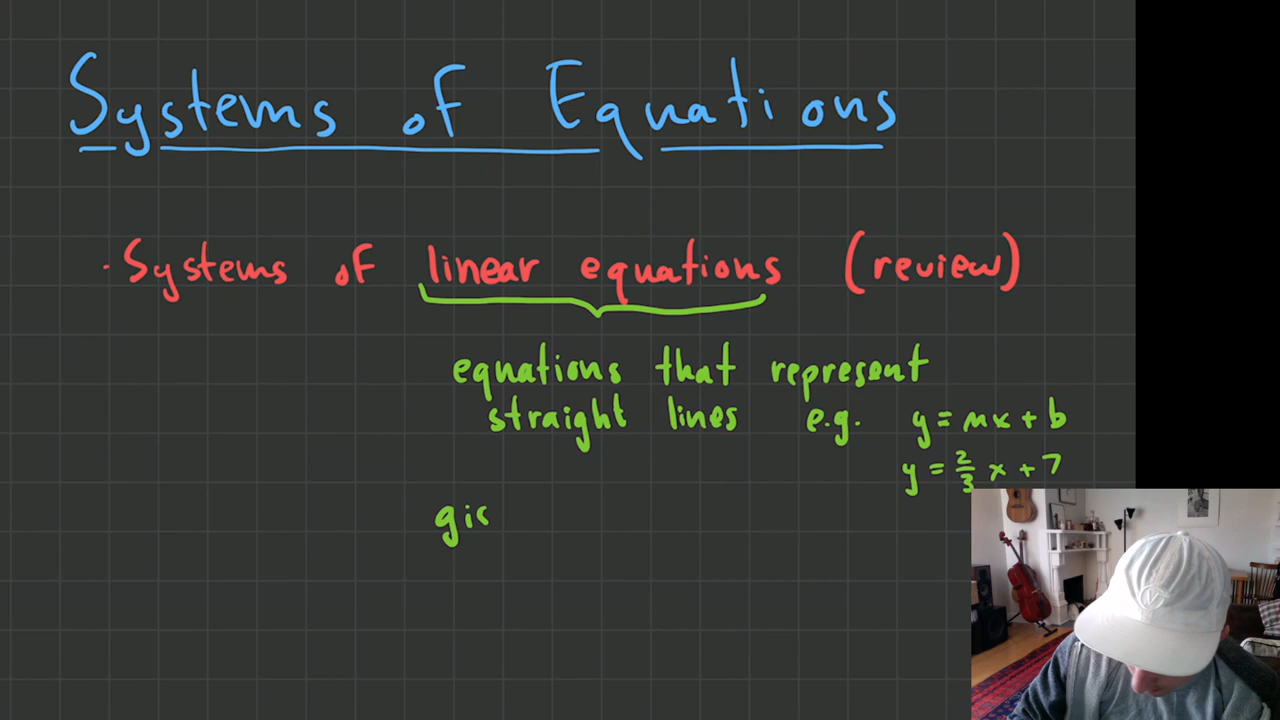 Systems of Equations
· Systems of linear equations (review)
equations that represent
straight lines e.g. y = mx + b
y = 2/3 x + 7